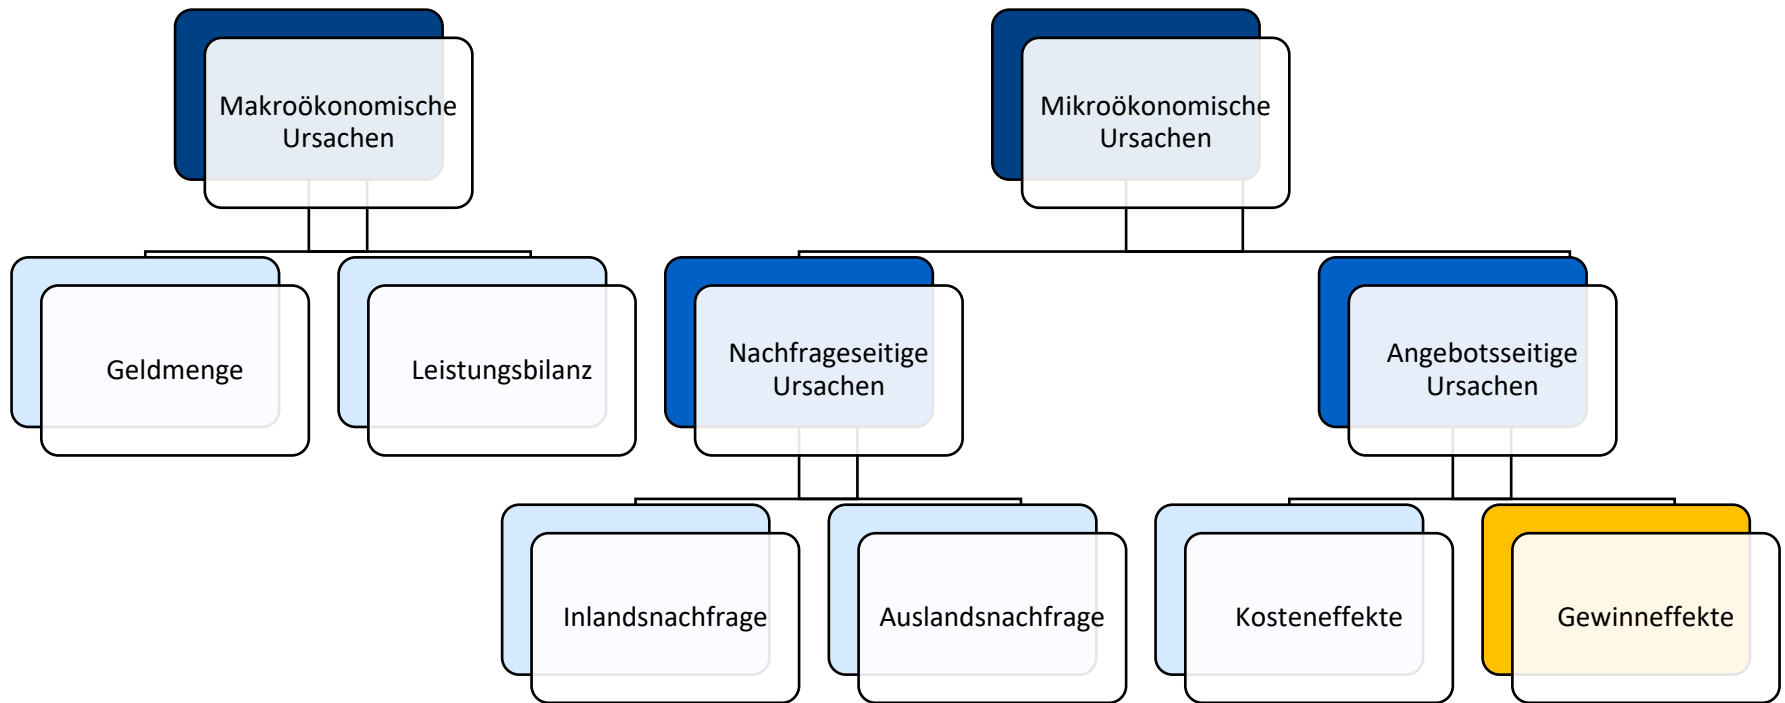 Makroökonomische
Ursachen
Mikroökonomische
Ursachen
Geldmenge
Leistungsbilanz
Nachfrageseitige
Ursachen
Angebotsseitige
Ursachen
Inlandsnachfrage
Auslandsnachfrage
Kosteneffekte
Gewinneffekte